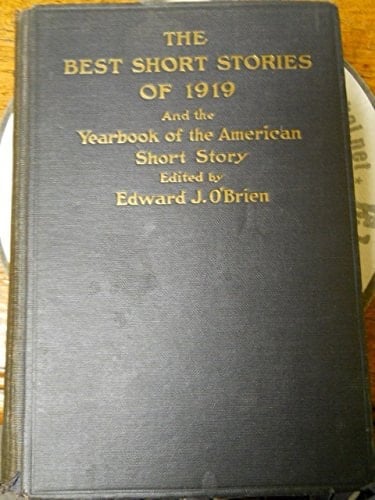 THE
BEST SHORT STORIES
OF 1919
And the
Yearbook of the American
Short Story
Edited by
Edward J. O'Brien